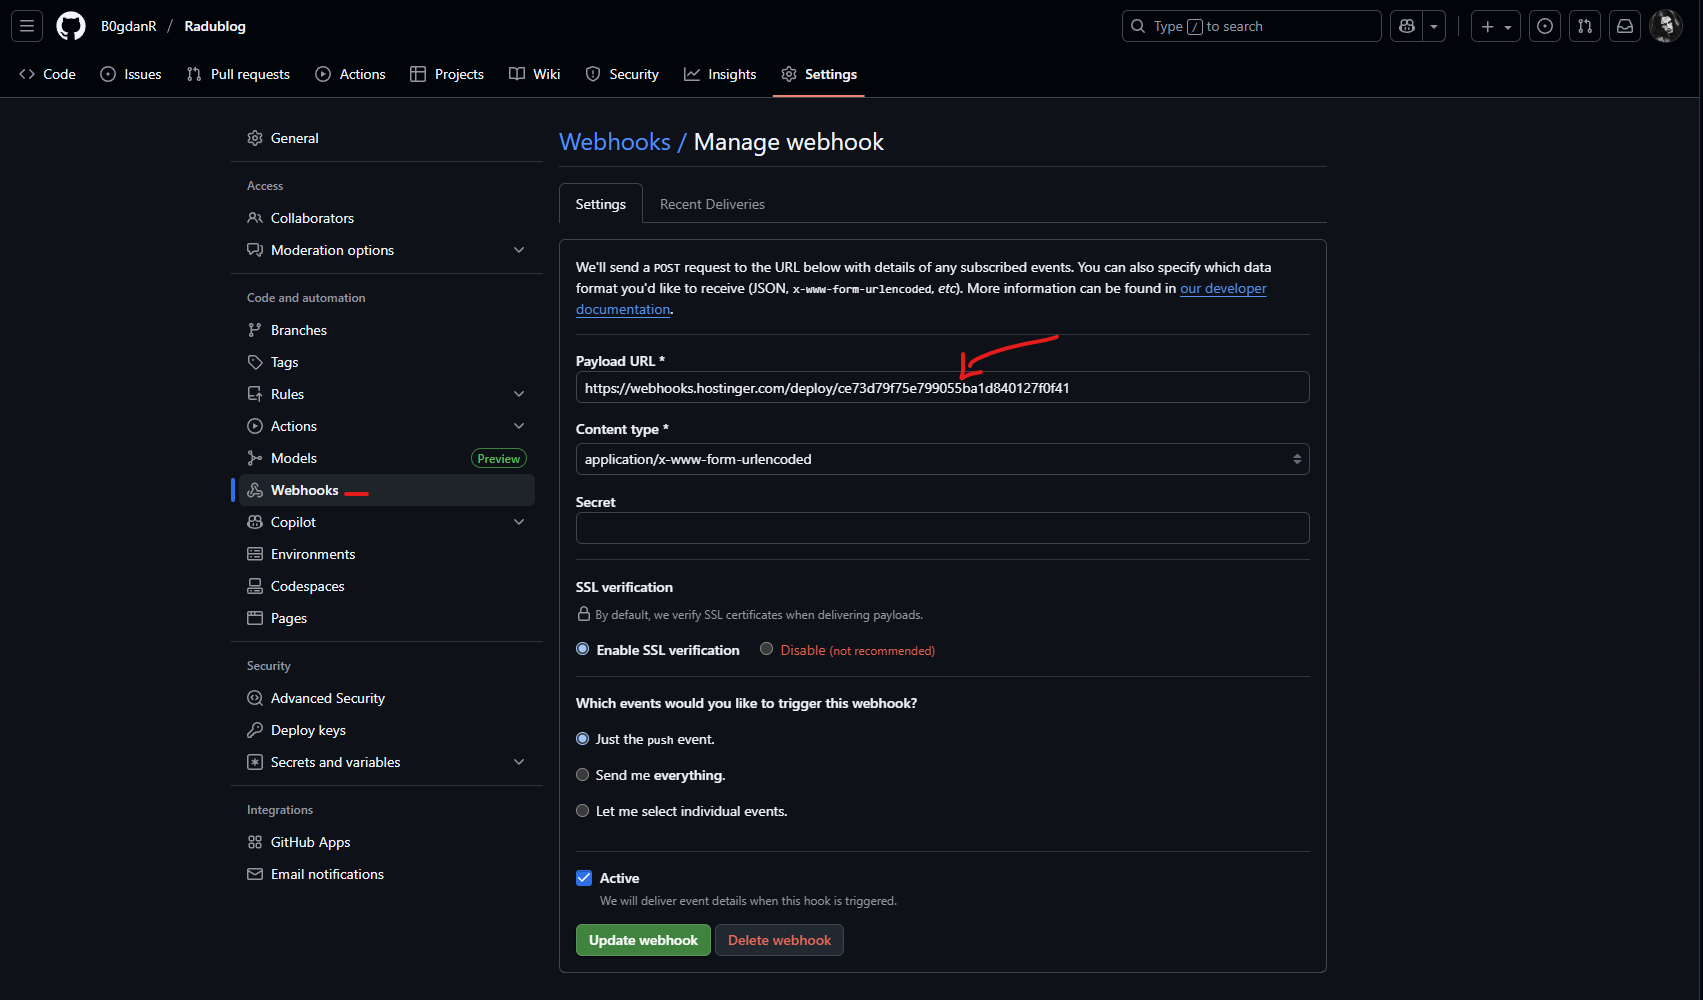 B0gdanR / Radublog
Type / to search
Code
Issues
Pull requests
Actions
Projects
Wiki
Security
Insights
Settings
General
Access
Collaborators
Moderation options
Code and automation
Branches
Tags
Rules
Actions
Models Preview
Webhooks
Copilot
Environments
Codespaces
Pages
Security
Advanced Security
Deploy keys
Secrets and variables
Integrations
GitHub Apps
Email notifications
Webhooks / Manage webhook
Settings
Recent Deliveries
We'll send a POST request to the URL below with details of any subscribed events. You can also specify which data
format you'd like to receive (JSON, x-www-form-urlencoded, etc). More information can be found in our developer
documentation.
Payload URL *
https://webhooks.hostinger.com/deploy/ce73d79f75e799055ba1d840127f0f41
Content type *
application/x-www-form-urlencoded
Secret
SSL verification
By default, we verify SSL certificates when delivering payloads.
Enable SSL verification
Disable (not recommended)
Which events would you like to trigger this webhook?
Just the push event.
Send me everything.
Let me select individual events.
Active
We will deliver event details when this hook is triggered.
Update webhook
Delete webhook